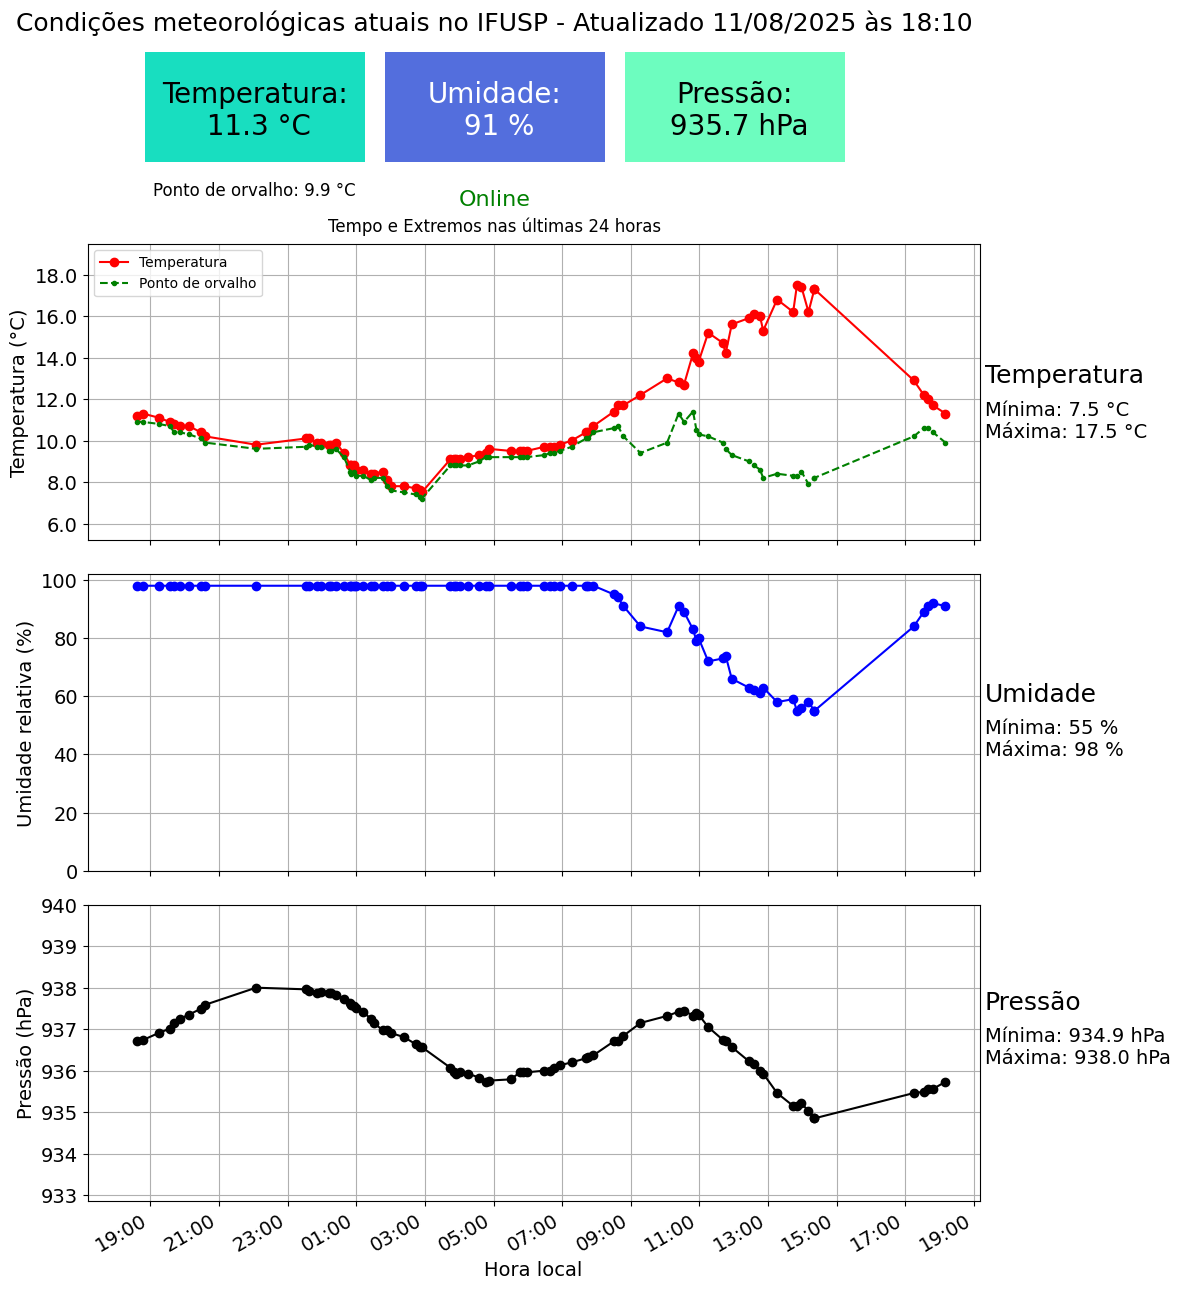 Condições meteorológicas atuais no IFUSP - Atualizado 11/08/2025 às 18:10
Temperatura:
11.3 °C
Umidade:
91 %
Pressão:
935.7 hPa
Ponto de orvalho: 9.9 °C
Online
Tempo e Extremos nas últimas 24 horas
Temperatura
Ponto de orvalho
Temperatura (°C)
18.0
16.0
14.0
12.0
10.0
8.0
6.0
Temperatura
Mínima: 7.5 °C
Máxima: 17.5 °C
Umidade relativa (%)
100
80
60
40
20
0
Umidade
Mínima: 55 %
Máxima: 98 %
Pressão (hPa)
940
939
938
937
936
935
934
933
Pressão
Mínima: 934.9 hPa
Máxima: 938.0 hPa
19:00
21:00
23:00
01:00
03:00
05:00
07:00
09:00
11:00
13:00
15:00
17:00
19:00
Hora local